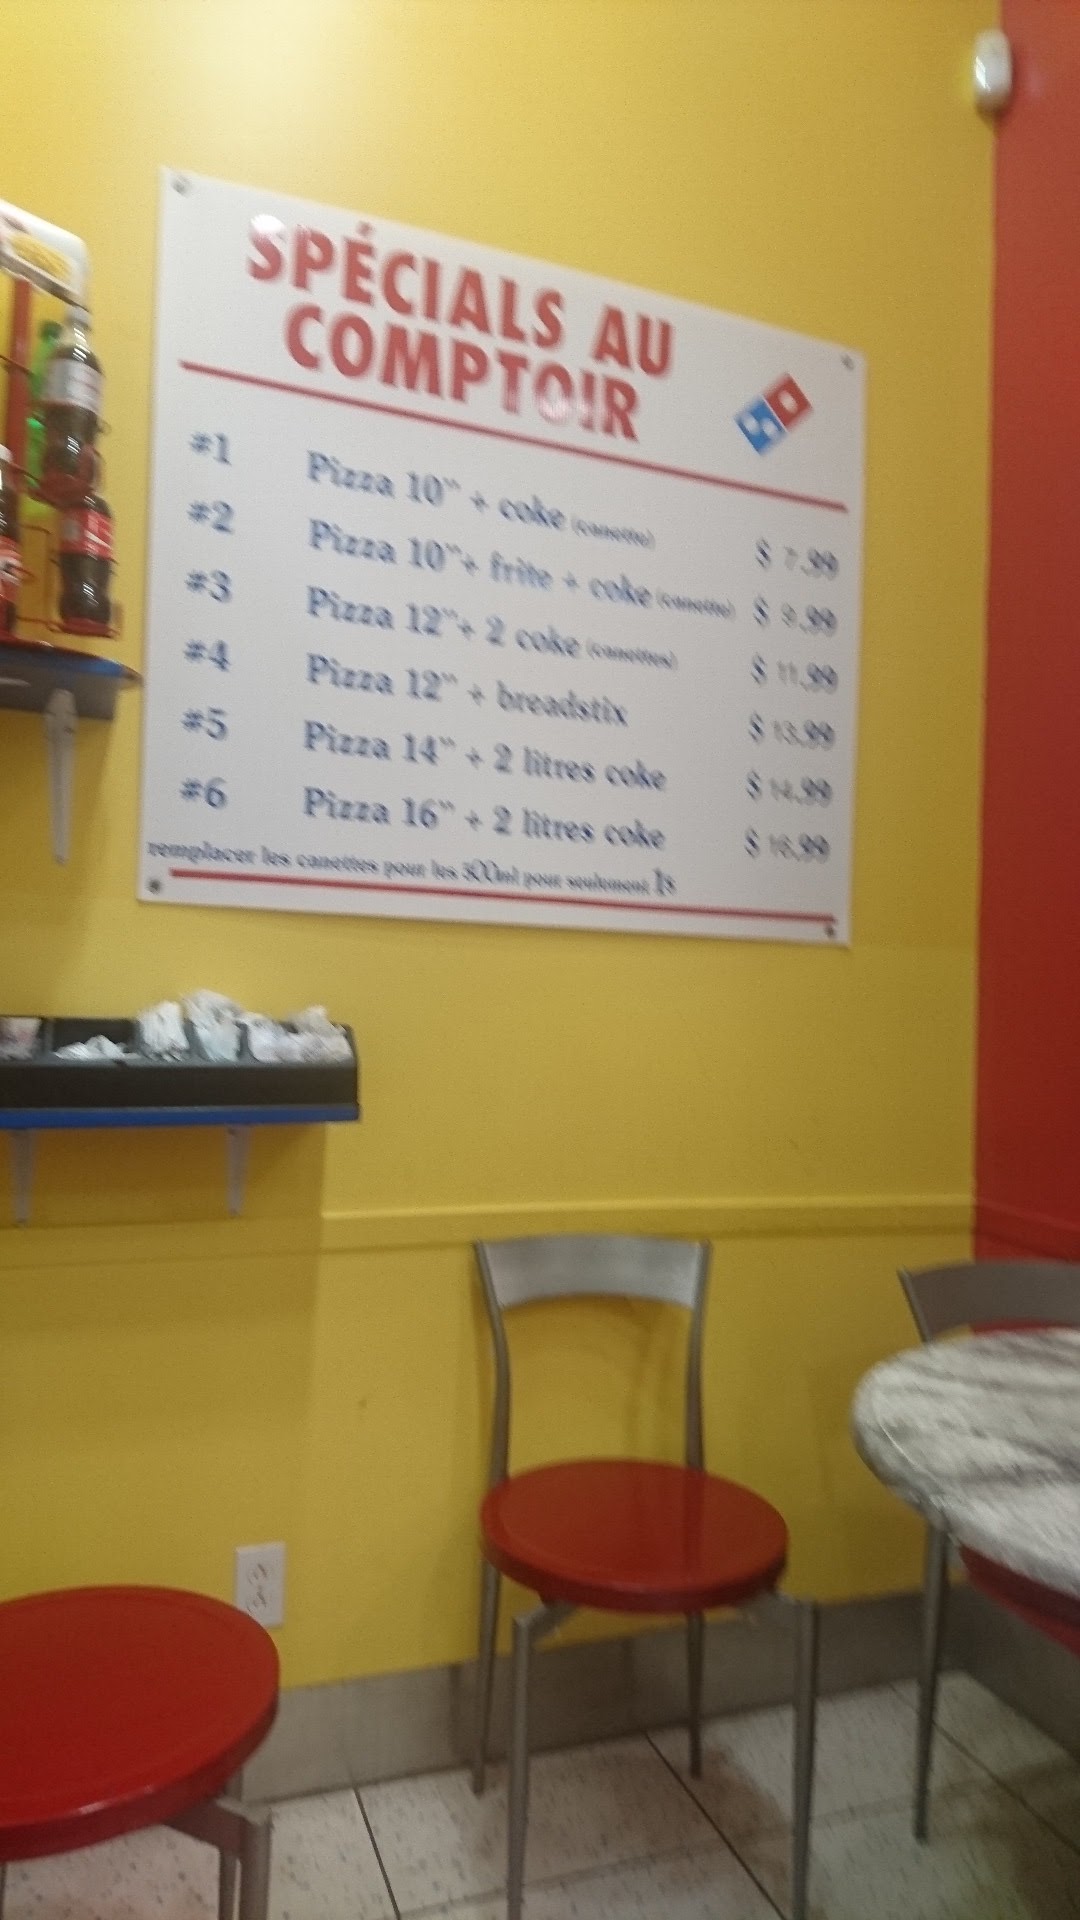 SPÉCIALS AU
COMPTOIR
#1 Pizza 10" + coke (canette) $ 7.99
#2 Pizza 10"+ frite + coke (canette) $ 9.99
#3 Pizza 12"+ 2 coke (canettes) $ 11.99
#4 Pizza 12" + breadstix $ 13.99
#5 Pizza 14" + 2 litres coke $ 14.99
#6 Pizza 16" + 2 litres coke $ 16.99
remplacer les canettes pour les 500ml pour seulement 1$